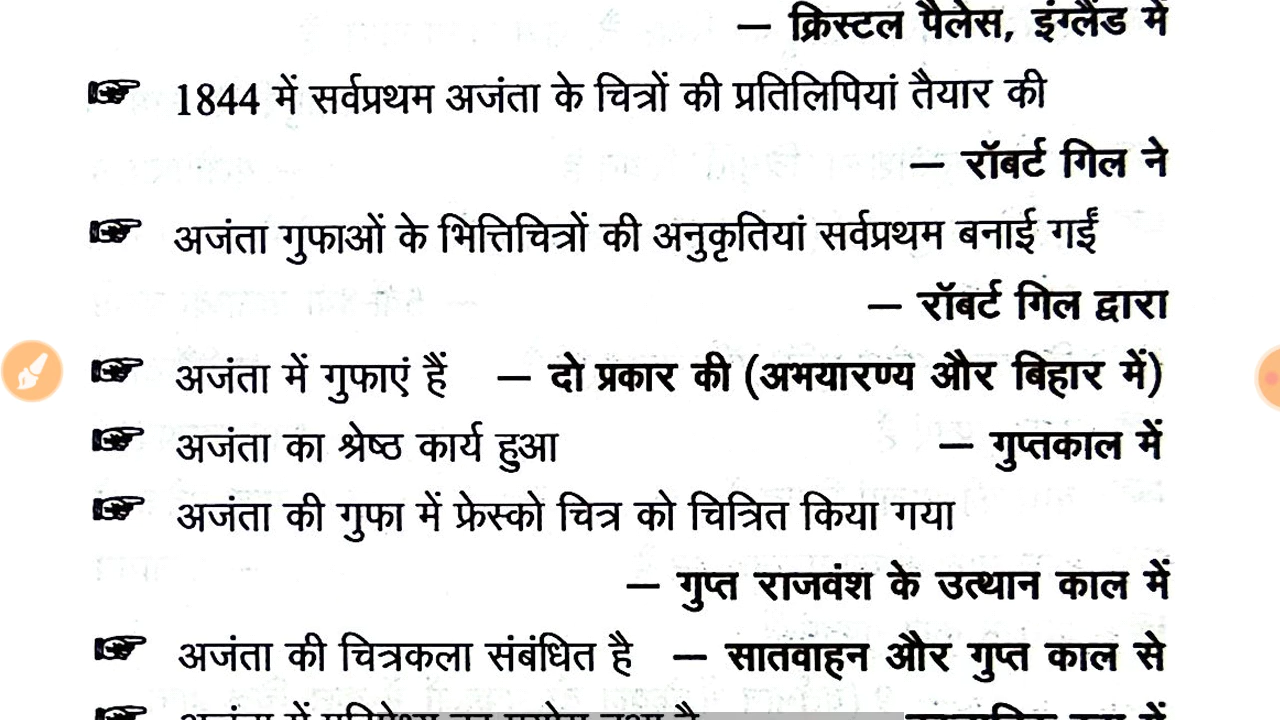 — क्रिस्टल पैलेस, इंग्लैंड में
1844 में सर्वप्रथम अजंता के चित्रों की प्रतिलिपियां तैयार की
— रॉबर्ट गिल ने
अजंता गुफाओं के भित्तिचित्रों की अनुकृतियां सर्वप्रथम बनाई गईं
— रॉबर्ट गिल द्वारा
अजंता में गुफाएं हैं — दो प्रकार की (अभयारण्य और बिहार में)
अजंता का श्रेष्ठ कार्य हुआ — गुप्तकाल में
अजंता की गुफा में फ्रेस्को चित्र को चित्रित किया गया
— गुप्त राजवंश के उत्थान काल में
अजंता की चित्रकला संबंधित है — सातवाहन और गुप्त काल से